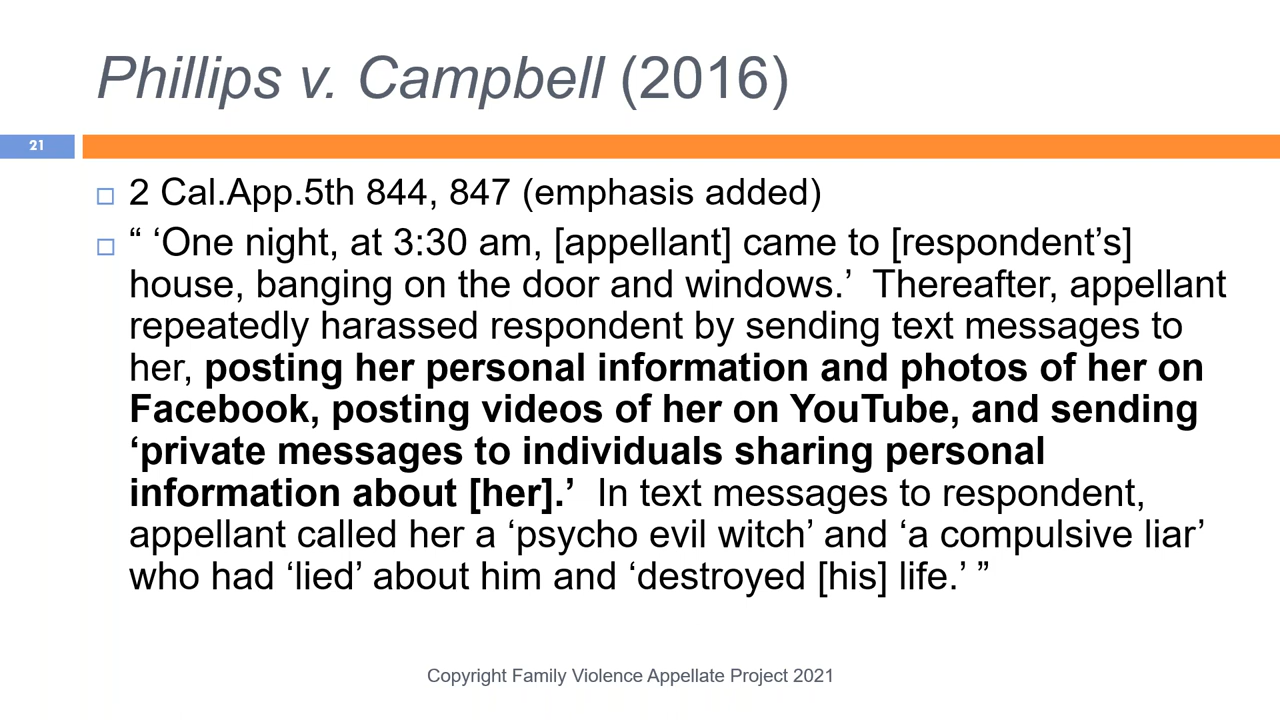 Phillips v. Campbell (2016)
21
2 Cal.App.5th 844, 847 (emphasis added)
“ ‘One night, at 3:30 am, [appellant] came to [respondent’s]
house, banging on the door and windows.’  Thereafter, appellant
repeatedly harassed respondent by sending text messages to
her, posting her personal information and photos of her on
Facebook, posting videos of her on YouTube, and sending
‘private messages to individuals sharing personal
information about [her].’  In text messages to respondent,
appellant called her a ‘psycho evil witch’ and ‘a compulsive liar’
who had ‘lied’ about him and ‘destroyed [his] life.’ ”
Copyright Family Violence Appellate Project 2021